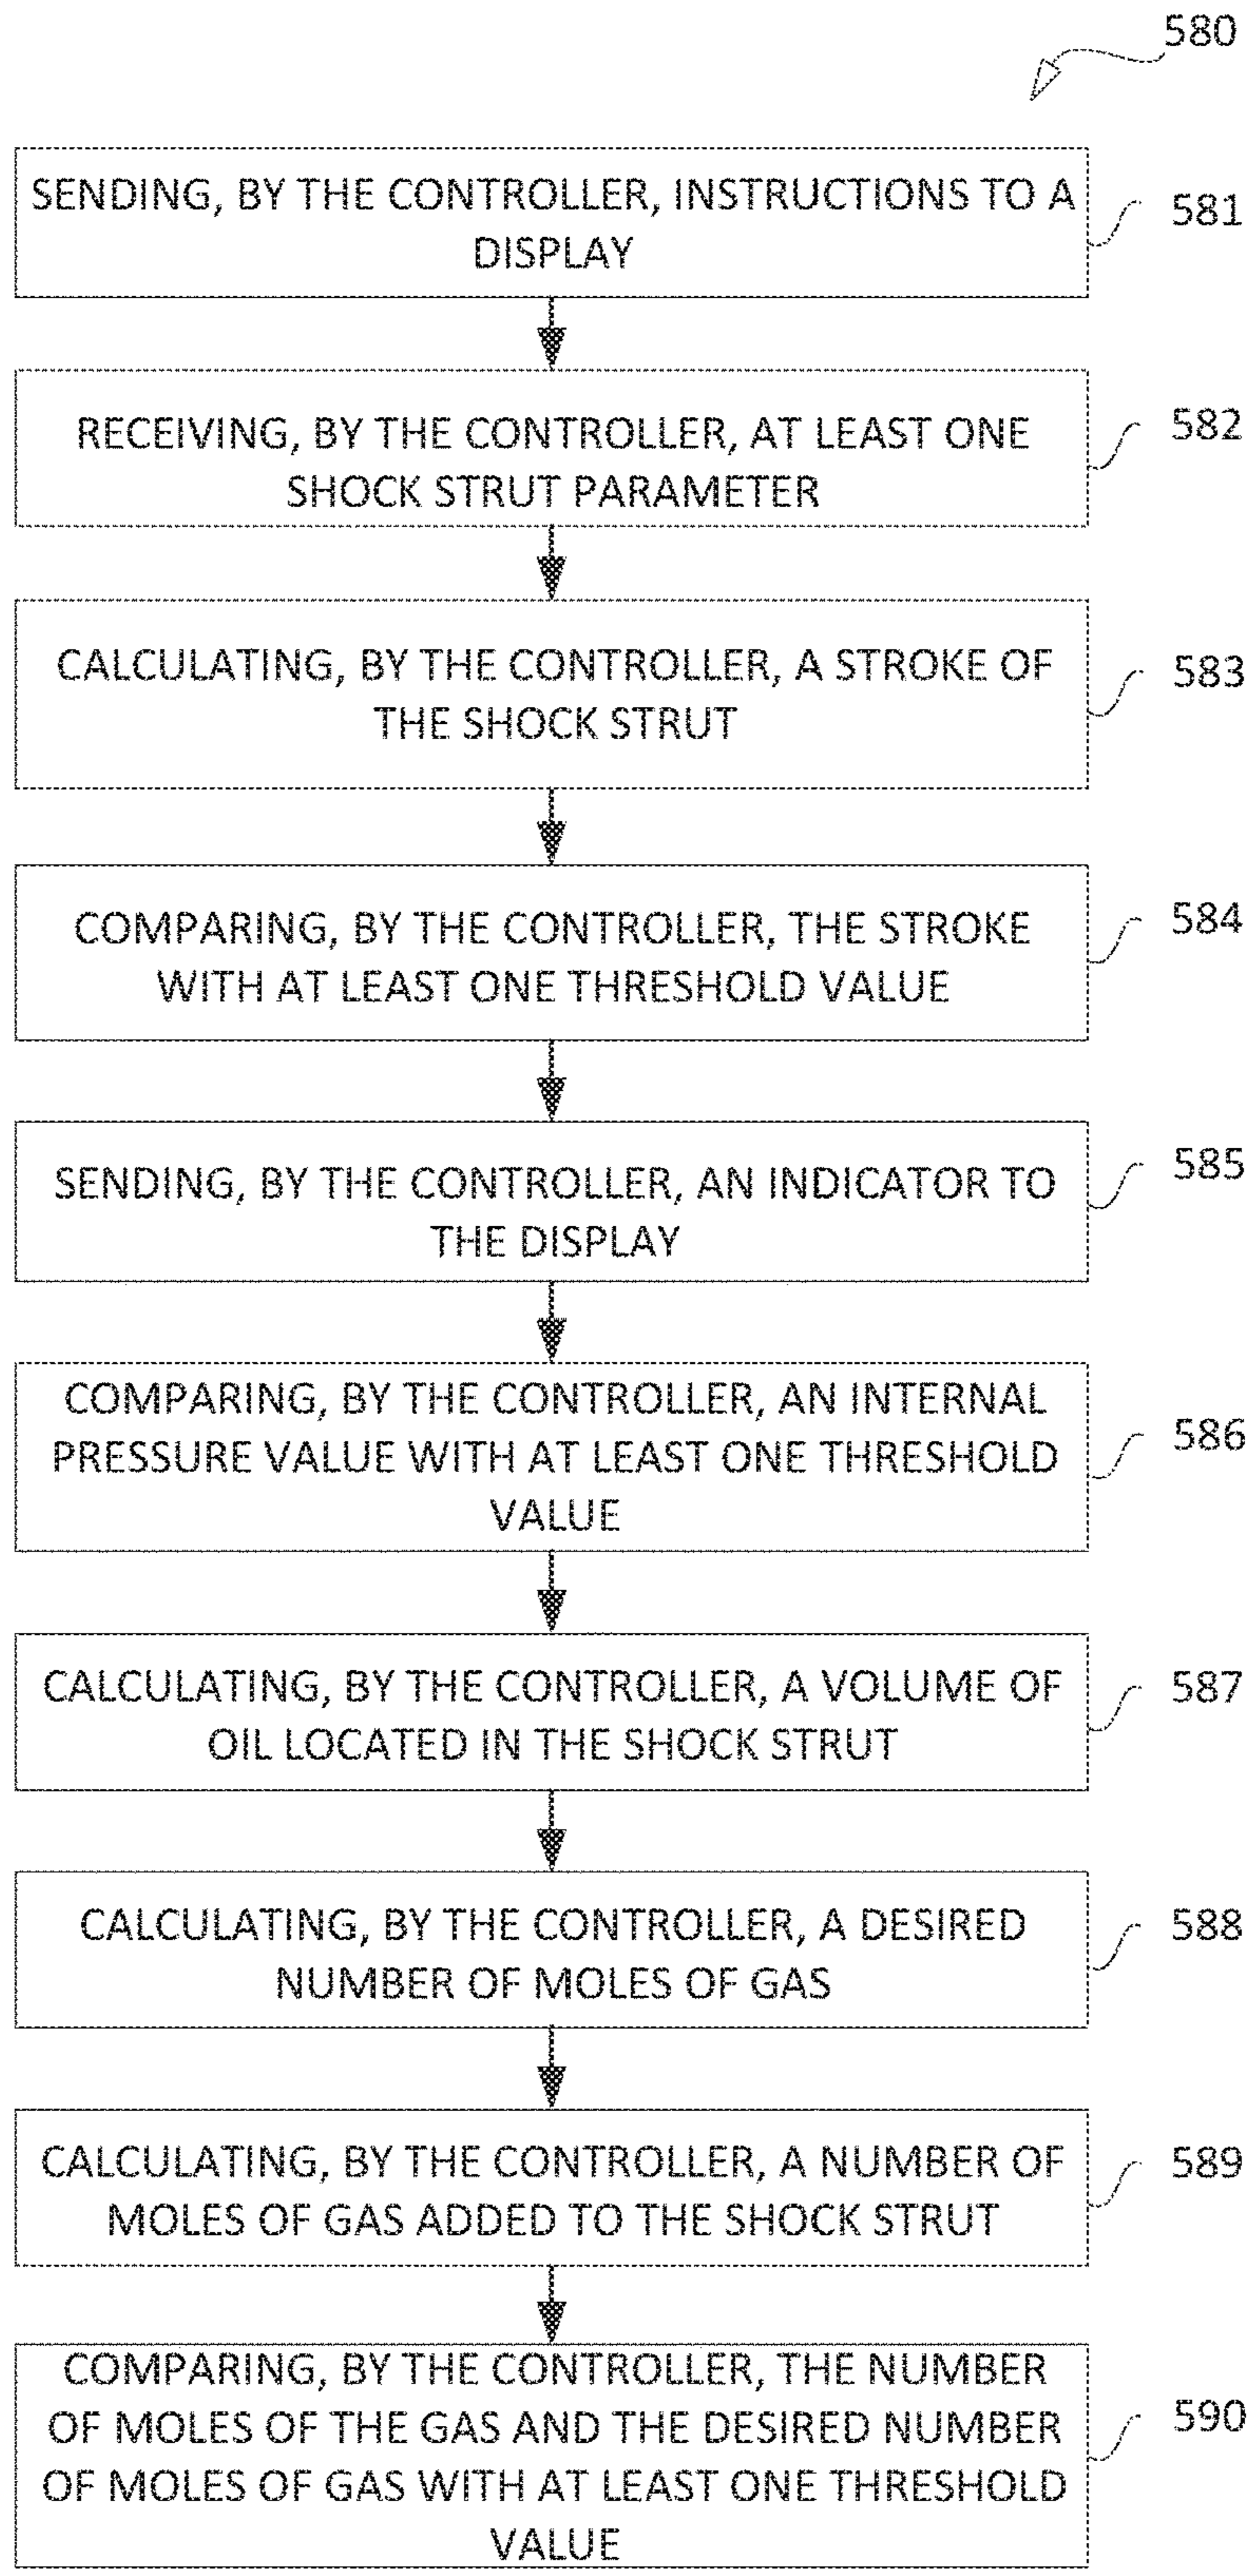 580
SENDING, BY THE CONTROLLER, INSTRUCTIONS TO A
DISPLAY
581
RECEIVING, BY THE CONTROLLER, AT LEAST ONE
SHOCK STRUT PARAMETER
582
CALCULATING, BY THE CONTROLLER, A STROKE OF
THE SHOCK STRUT
583
COMPARING, BY THE CONTROLLER, THE STROKE
WITH AT LEAST ONE THRESHOLD VALUE
584
SENDING, BY THE CONTROLLER, AN INDICATOR TO
THE DISPLAY
585
COMPARING, BY THE CONTROLLER, AN INTERNAL
PRESSURE VALUE WITH AT LEAST ONE THRESHOLD
VALUE
586
CALCULATING, BY THE CONTROLLER, A VOLUME OF
OIL LOCATED IN THE SHOCK STRUT
587
CALCULATING, BY THE CONTROLLER, A DESIRED
NUMBER OF MOLES OF GAS
588
CALCULATING, BY THE CONTROLLER, A NUMBER OF
MOLES OF GAS ADDED TO THE SHOCK STRUT
589
COMPARING, BY THE CONTROLLER, THE NUMBER
OF MOLES OF THE GAS AND THE DESIRED NUMBER
OF MOLES OF GAS WITH AT LEAST ONE THRESHOLD
VALUE
590